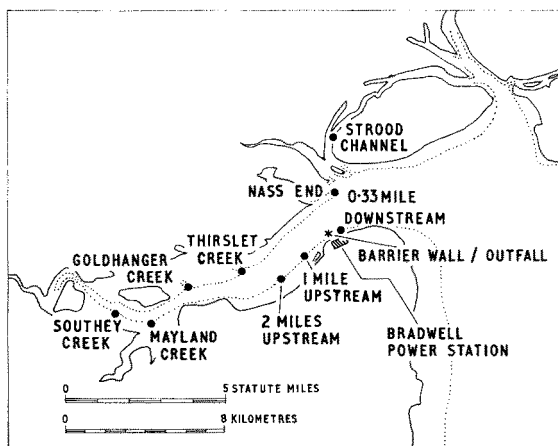 STROOD
CHANNEL
NASS END
0·33 MILE
DOWNSTREAM
THIRSLET
CREEK
BARRIER WALL / OUTFALL
GOLDHANGER
CREEK
1 MILE
UPSTREAM
2 MILES
UPSTREAM
SOUTHEY
CREEK
MAYLAND
CREEK
BRADWELL
POWER STATION
0 5 STATUTE MILES
0 8 KILOMETRES